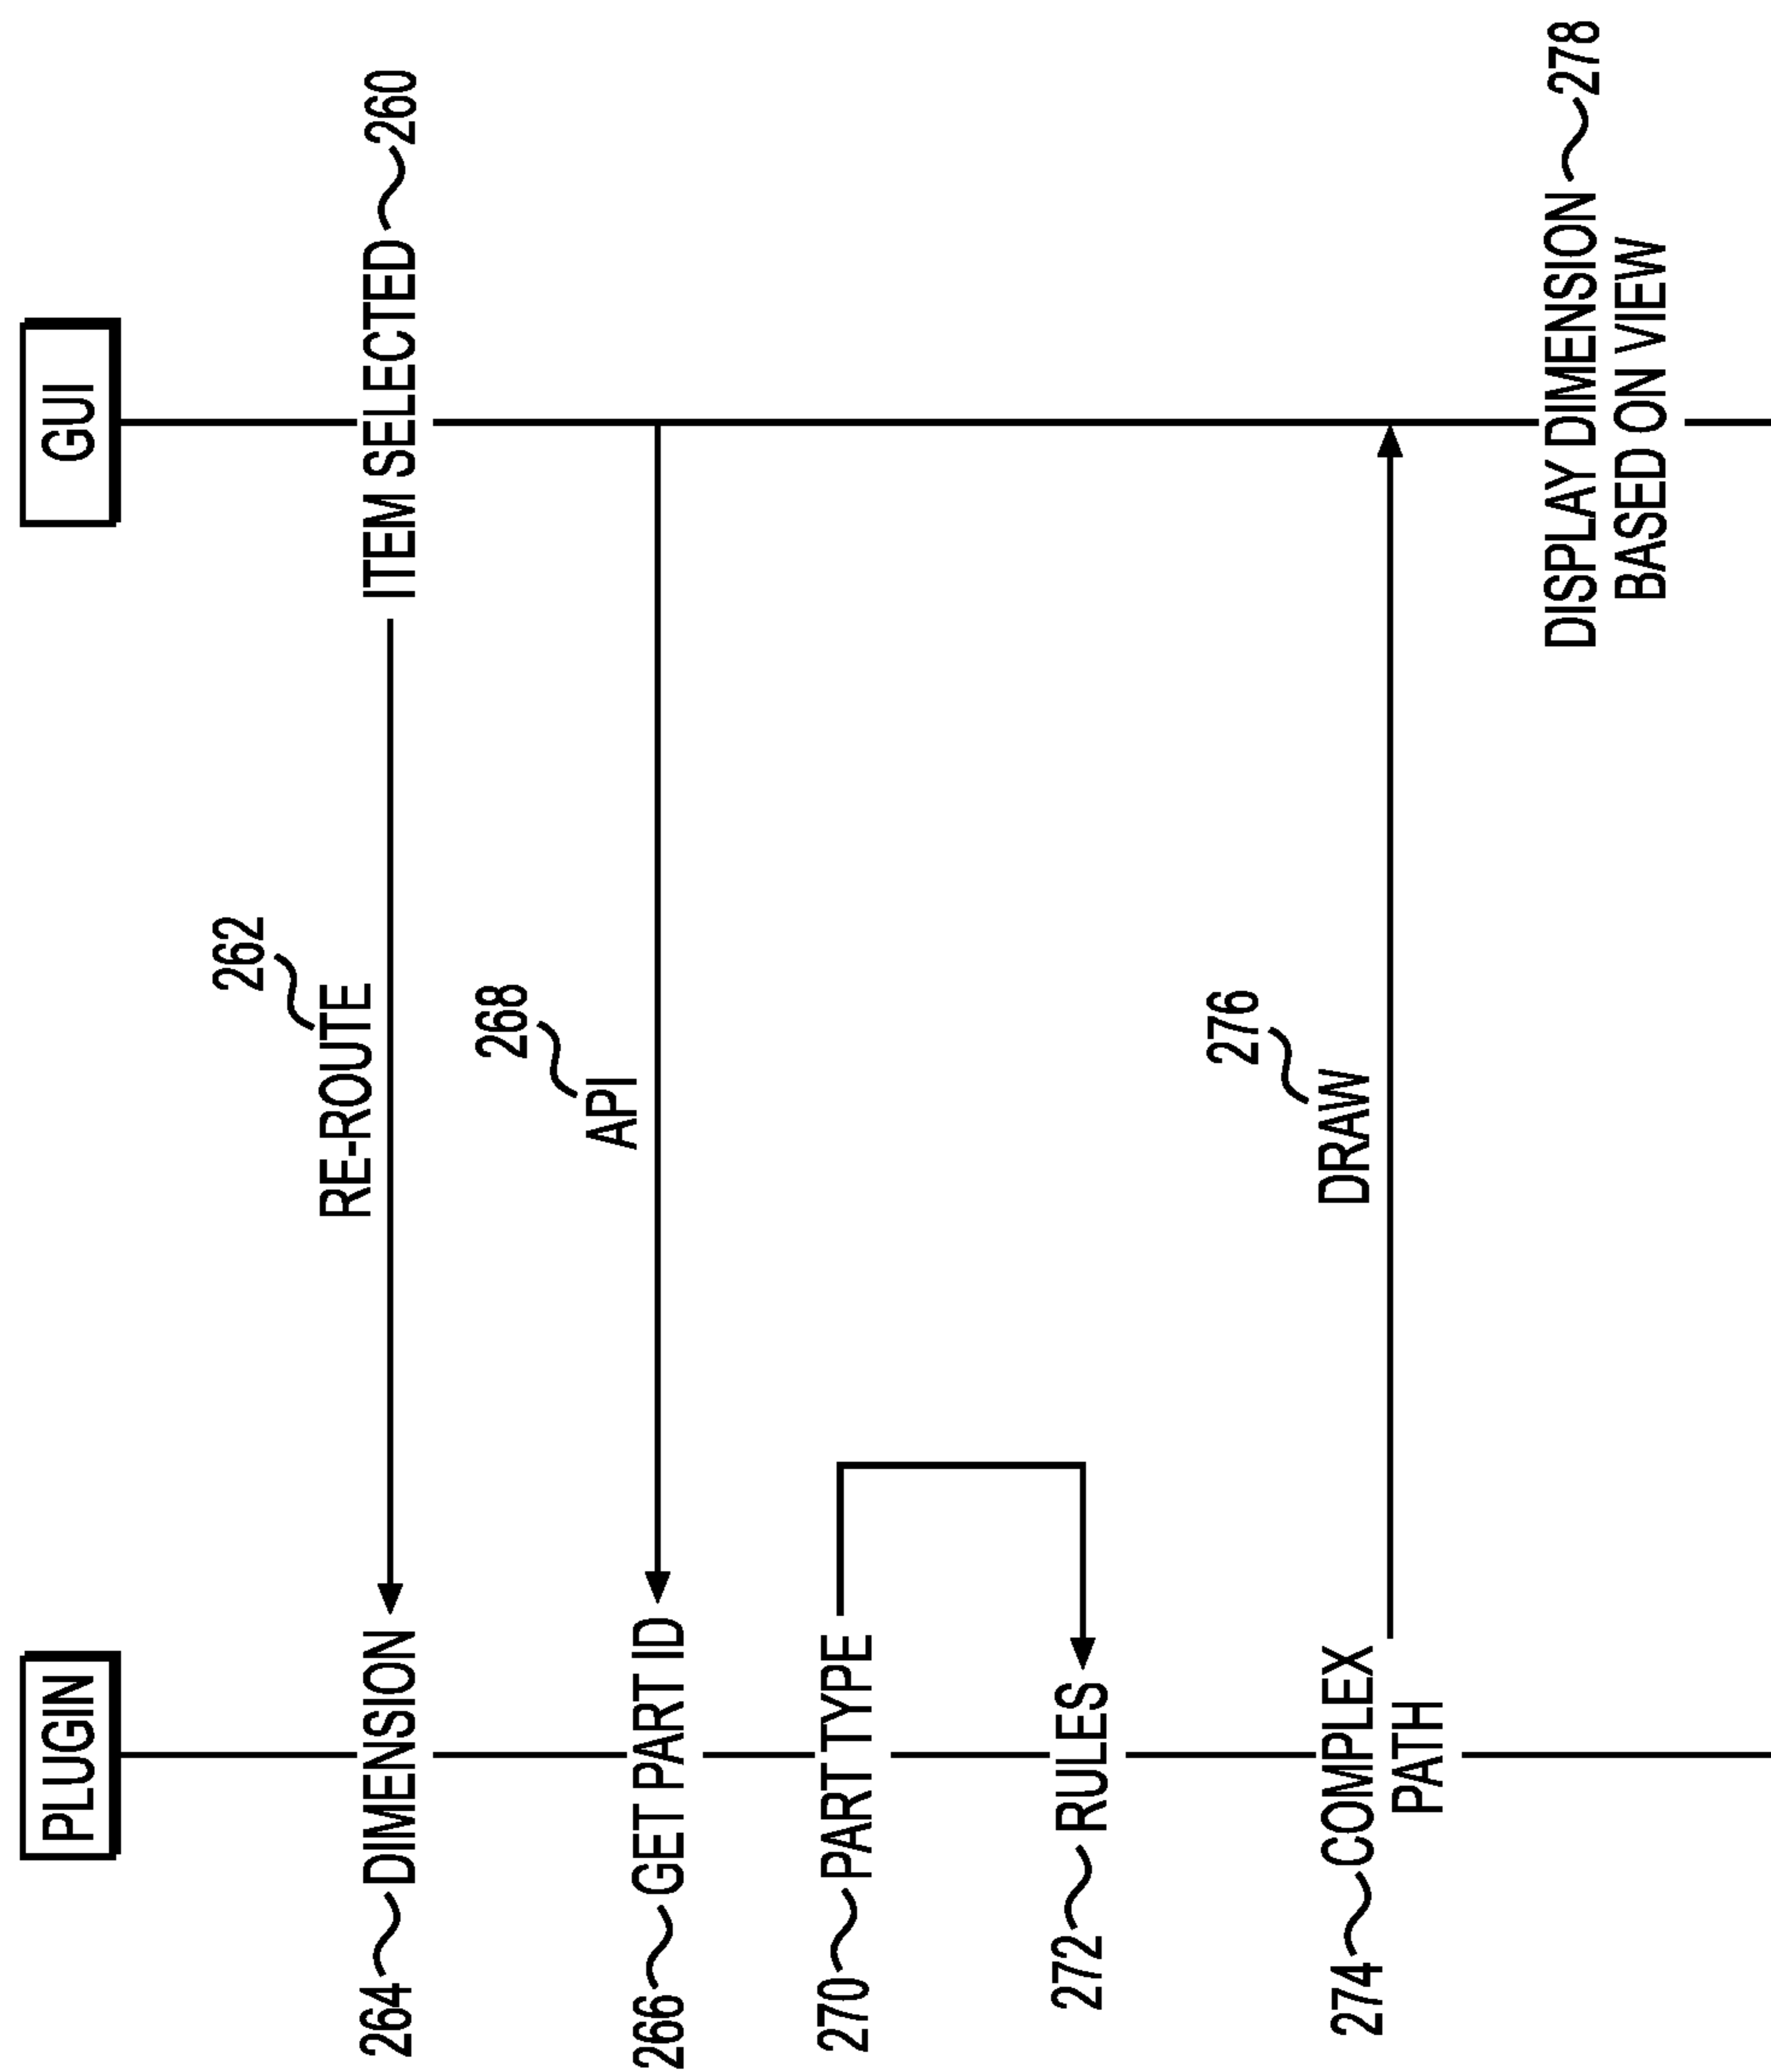 PLUGIN
GUI
264 DIMENSION
RE-ROUTE
262
ITEM SELECTED 260
266 GET PART ID
API
268
270 PART TYPE
272 RULES
274 COMPLEX
PATH
DRAW
276
DISPLAY DIMENSION 278
BASED ON VIEW